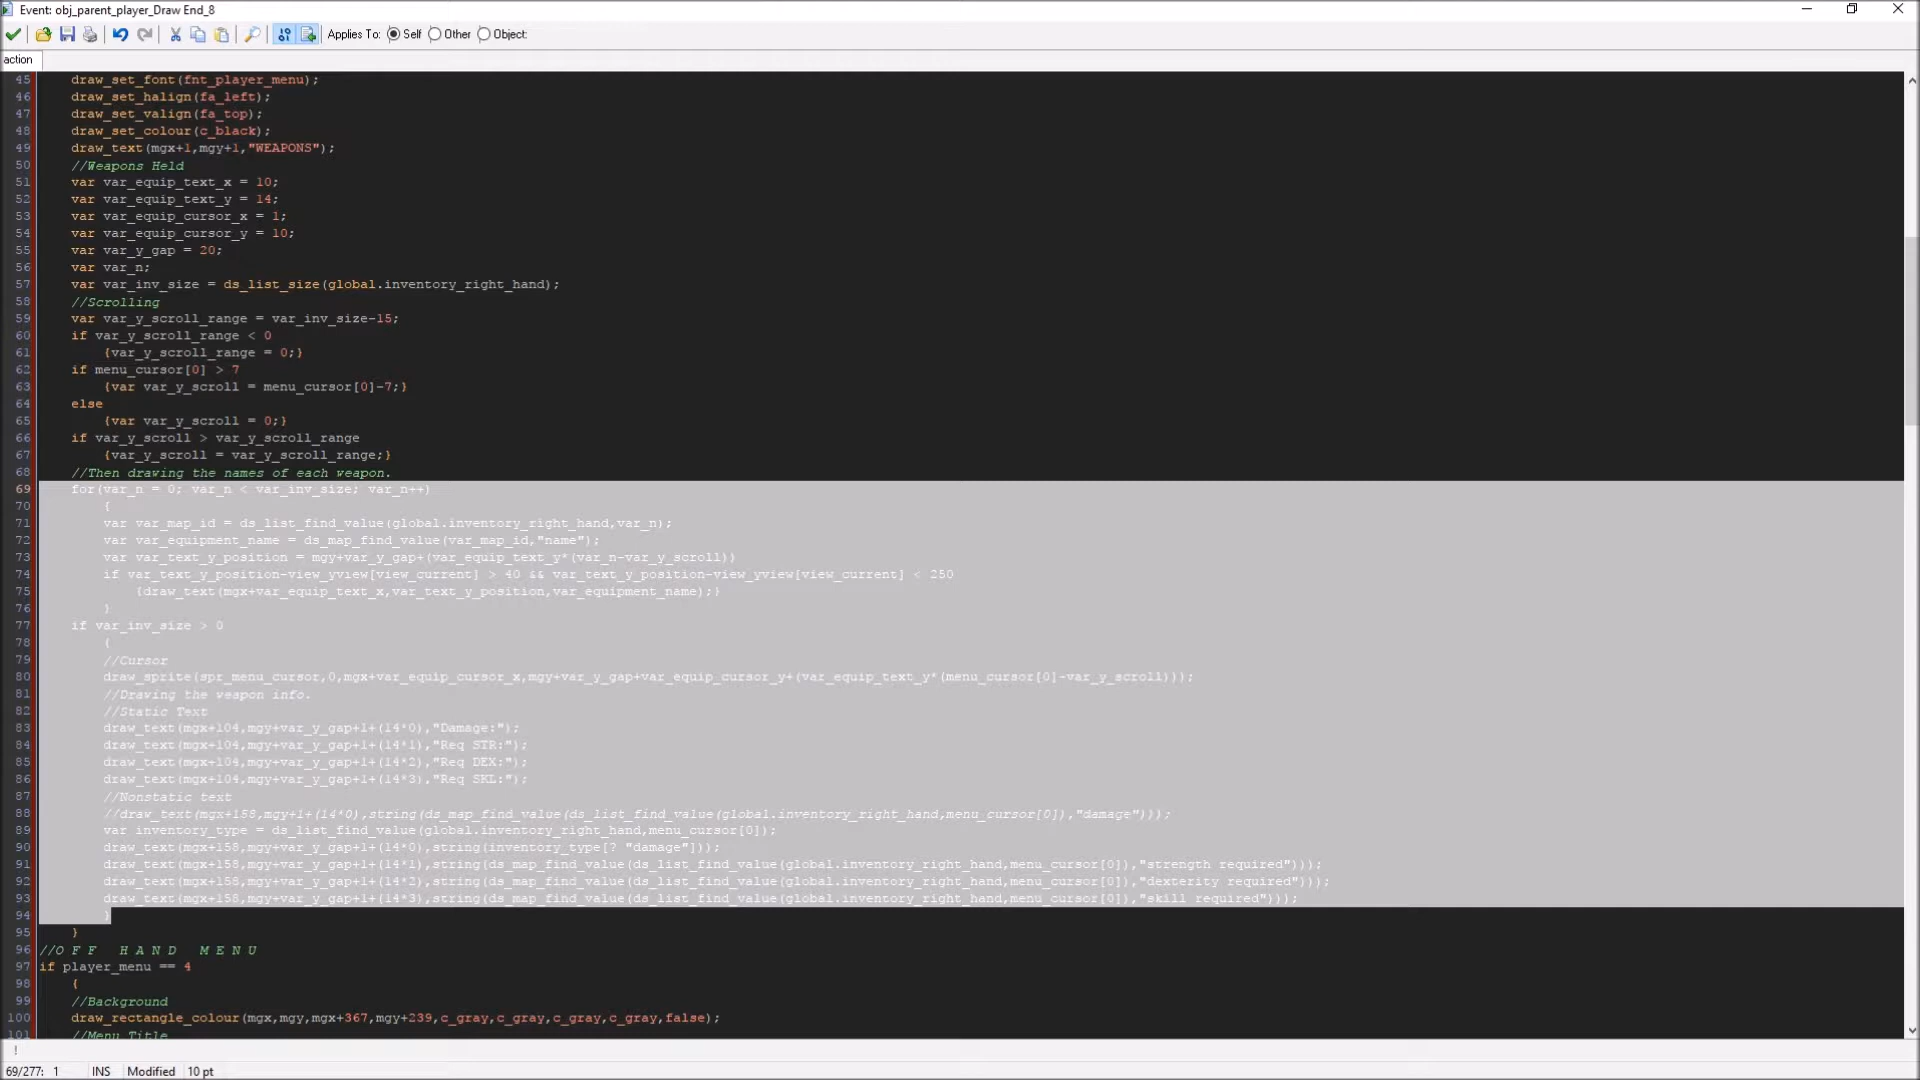 Event: obj_parent_player_Draw End_8
Applies To: Self Other Object:
action
45 draw_set_font(fnt_player_menu);
46 draw_set_halign(fa_left);
47 draw_set_valign(fa_top);
48 draw_set_colour(c_black);
49 draw_text(mgx+1,mgy+1,"WEAPONS");
50 //Weapons Held
51 var var_equip_text_x = 10;
52 var var_equip_text_y = 14;
53 var var_equip_cursor_x = 1;
54 var var_equip_cursor_y = 10;
55 var var_y_gap = 20;
56 var var_n;
57 var var_inv_size = ds_list_size(global.inventory_right_hand);
58 //Scrolling
59 var var_y_scroll_range = var_inv_size-15;
60 if var_y_scroll_range < 0
61 {var_y_scroll_range = 0;}
62 if menu_cursor[0] > 7
63 {var var_y_scroll = menu_cursor[0]-7;}
64 else
65 {var var_y_scroll = 0;}
66 if var_y_scroll > var_y_scroll_range
67 {var_y_scroll = var_y_scroll_range;}
68 //Then drawing the names of each weapon.
69 for(var_n = 0; var_n < var_inv_size; var_n++)
70 {
71 var var_map_id = ds_list_find_value(global.inventory_right_hand,var_n);
72 var var_equipment_name = ds_map_find_value(var_map_id,"name");
73 var var_text_y_position = mgy+var_y_gap+(var_equip_text_y*(var_n-var_y_scroll))
74 if var_text_y_position-view_yview[view_current] > 40 && var_text_y_position-view_yview[view_current] < 250
75 {draw_text(mgx+var_equip_text_x,var_text_y_position,var_equipment_name);}
76 }
77 if var_inv_size > 0
78 {
79 //Cursor
80 draw_sprite(spr_menu_cursor,0,mgx+var_equip_cursor_x,mgy+var_y_gap+var_equip_cursor_y+(var_equip_text_y*(menu_cursor[0]-var_y_scroll)));
81 //Drawing the weapon info.
82 //Static Text
83 draw_text(mgx+104,mgy+var_y_gap+1+(14*0),"Damage:");
84 draw_text(mgx+104,mgy+var_y_gap+1+(14*1),"Req STR:");
85 draw_text(mgx+104,mgy+var_y_gap+1+(14*2),"Req DEX:");
86 draw_text(mgx+104,mgy+var_y_gap+1+(14*3),"Req SKL:");
87 //Nonstatic text
88 //draw_text(mgx+158,mgy+1+(14*0),string(ds_map_find_value(ds_list_find_value(global.inventory_right_hand,menu_cursor[0]),"damage")));
89 var inventory_type = ds_list_find_value(global.inventory_right_hand,menu_cursor[0]);
90 draw_text(mgx+158,mgy+var_y_gap+1+(14*0),string(inventory_type[? "damage"]));
91 draw_text(mgx+158,mgy+var_y_gap+1+(14*1),string(ds_map_find_value(ds_list_find_value(global.inventory_right_hand,menu_cursor[0]),"strength required")));
92 draw_text(mgx+158,mgy+var_y_gap+1+(14*2),string(ds_map_find_value(ds_list_find_value(global.inventory_right_hand,menu_cursor[0]),"dexterity required")));
93 draw_text(mgx+158,mgy+var_y_gap+1+(14*3),string(ds_map_find_value(ds_list_find_value(global.inventory_right_hand,menu_cursor[0]),"skill required")));
94 }
95 }
96 //O F F   H A N D   M E N U
97 if player_menu == 4
98 {
99 //Background
100 draw_rectangle_colour(mgx,mgy,mgx+367,mgy+239,c_gray,c_gray,c_gray,c_gray,false);
101 //Menu Title
!
69/277: 1 INS Modified 10 pt